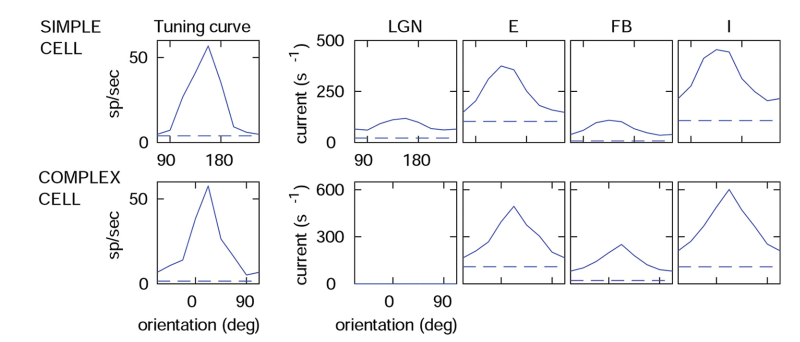 SIMPLE CELL
Tuning curve
LGN E FB I
sp/sec
50
0
90 180
current (s -1)
500
250
0
90 180
COMPLEX CELL
sp/sec
50
0
0 90
orientation (deg)
current (s -1)
600
300
0
0 90
orientation (deg)